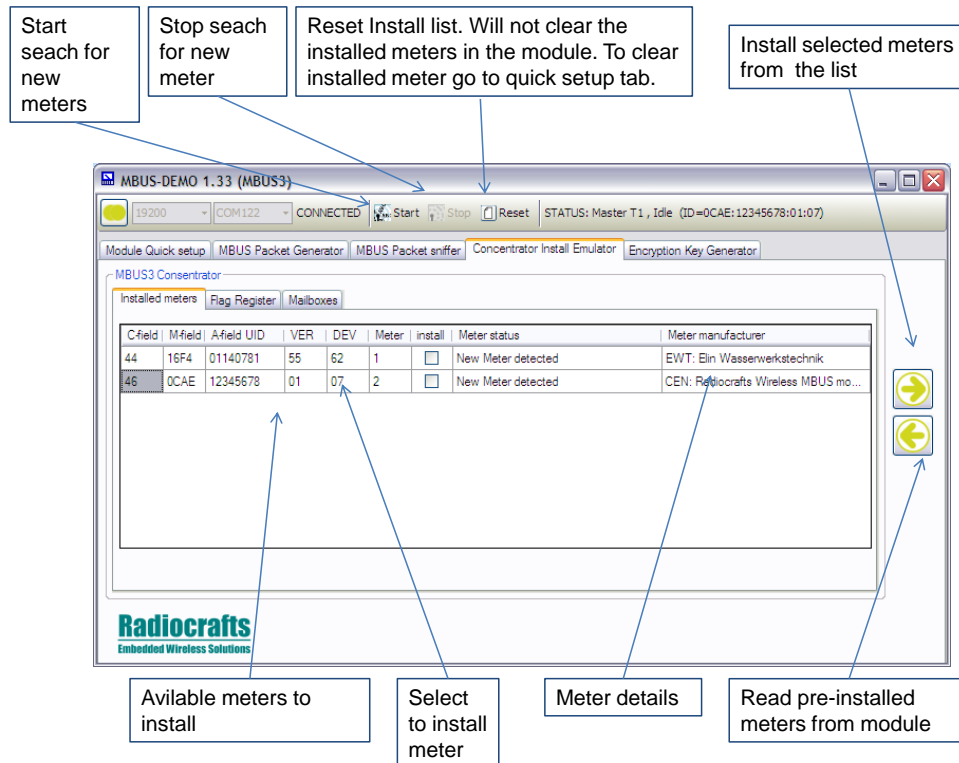 Start
seach for
new
meters
Stop seach
for new
meter
Reset Install list. Will not clear the
installed meters in the module. To clear
installed meter go to quick setup tab.
Install selected meters
from the list
MBUS-DEMO 1.33 (MBUS3)
19200 COM122 CONNECTED Start Stop Reset STATUS: Master T1 , Idle (ID=0CAE:12345678:01:07)
Module Quick setup MBUS Packet Generator MBUS Packet sniffer Concentrator Install Emulator Encryption Key Generator
MBUS3 Consentrator
Installed meters Flag Register Mailboxes
C-field M-field A-field UID VER DEV Meter install Meter status Meter manufacturer
44 16F4 01140781 55 62 1 New Meter detected EWT: Elin Wasserwerkstechnik
46 0CAE 12345678 01 07 2 New Meter detected CEN: Radiocrafts Wireless MBUS mo...
Radiocrafts
Embedded Wireless Solutions
Avilable meters to
install
Select
to install
meter
Meter details
Read pre-installed
meters from module